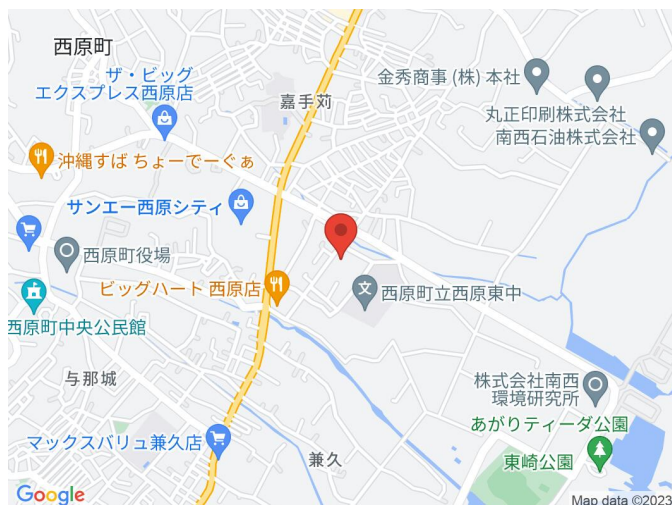 西原町
ザ・ビッグ
エクスプレス西原店
嘉手苅
金秀商事 (株) 本社
丸正印刷株式会社
南西石油株式会社
沖縄すば ちょーでーぐぁ
サンエー西原シティ
西原町役場
ビッグハート 西原店
西原町立西原東中
西原町中央公民館
与那城
株式会社南西
環境研究所
あがりティーダ公園
東崎公園
マックスバリュ兼久店
兼久
Google
Map data ©2023